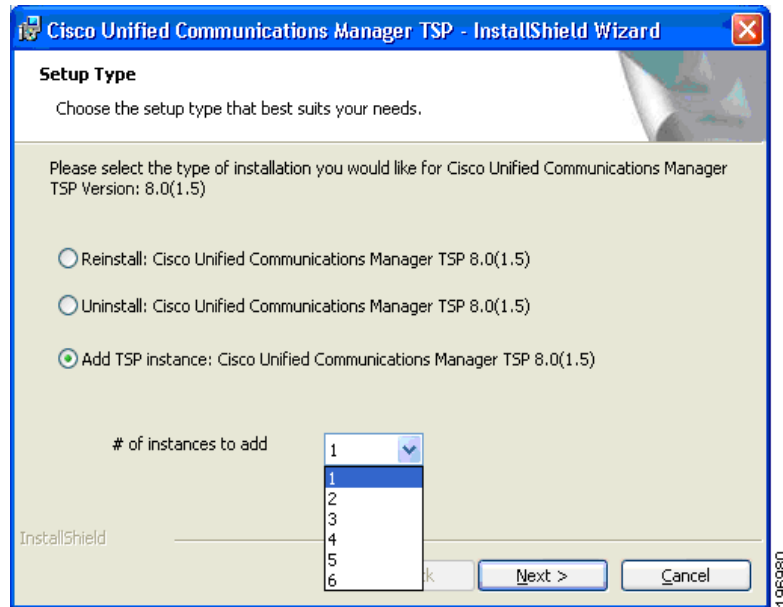 Cisco Unified Communications Manager TSP - InstallShield Wizard
Setup Type
Choose the setup type that best suits your needs.
Please select the type of installation you would like for Cisco Unified Communications Manager
TSP Version: 8.0(1.5)
Reinstall: Cisco Unified Communications Manager TSP 8.0(1.5)
Uninstall: Cisco Unified Communications Manager TSP 8.0(1.5)
Add TSP instance: Cisco Unified Communications Manager TSP 8.0(1.5)
# of instances to add
1
1
2
3
4
5
6
InstallShield
Next >
Cancel
196980